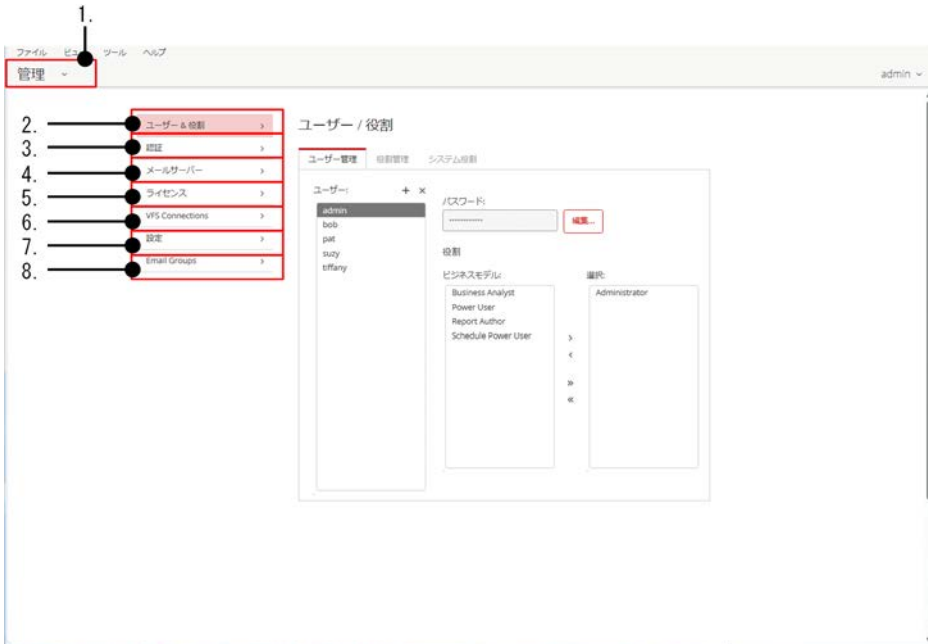 1.
ファイル ビュー ツール ヘルプ
管理
admin
2. ユーザー & 役割
3. 認証
4. メールサーバー
5. ライセンス
6. VFS Connections
7. 設定
8. Email Groups
ユーザー / 役割
ユーザー管理 役割管理 システム役割
ユーザー: + ×
admin
bob
pat
suzy
tiffany
パスワード:
············ 編集...
役割
ビジネスモデル: 選択:
Business Analyst
Power User
Report Author
Schedule Power User
Administrator